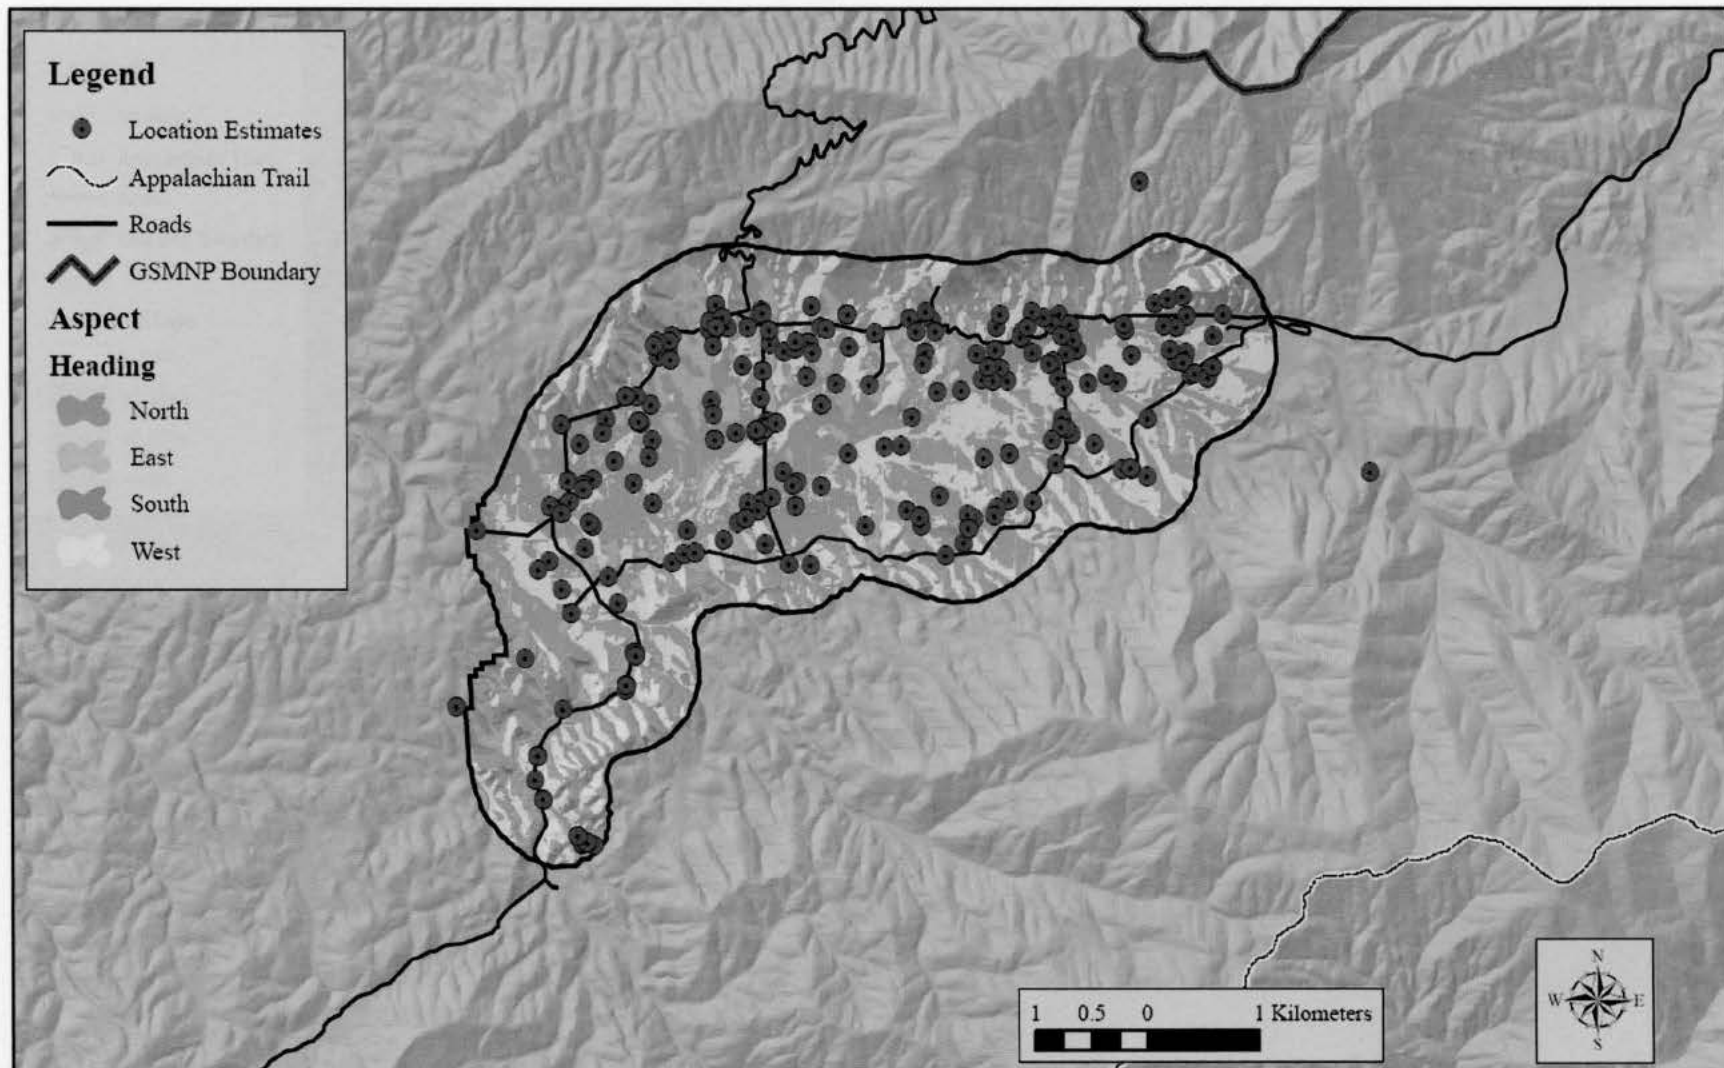 Legend
Location Estimates
Appalachian Trail
Roads
GSMNP Boundary
Aspect
Heading
North
East
South
West
1 0.5 0 1 Kilometers
N
W E
S